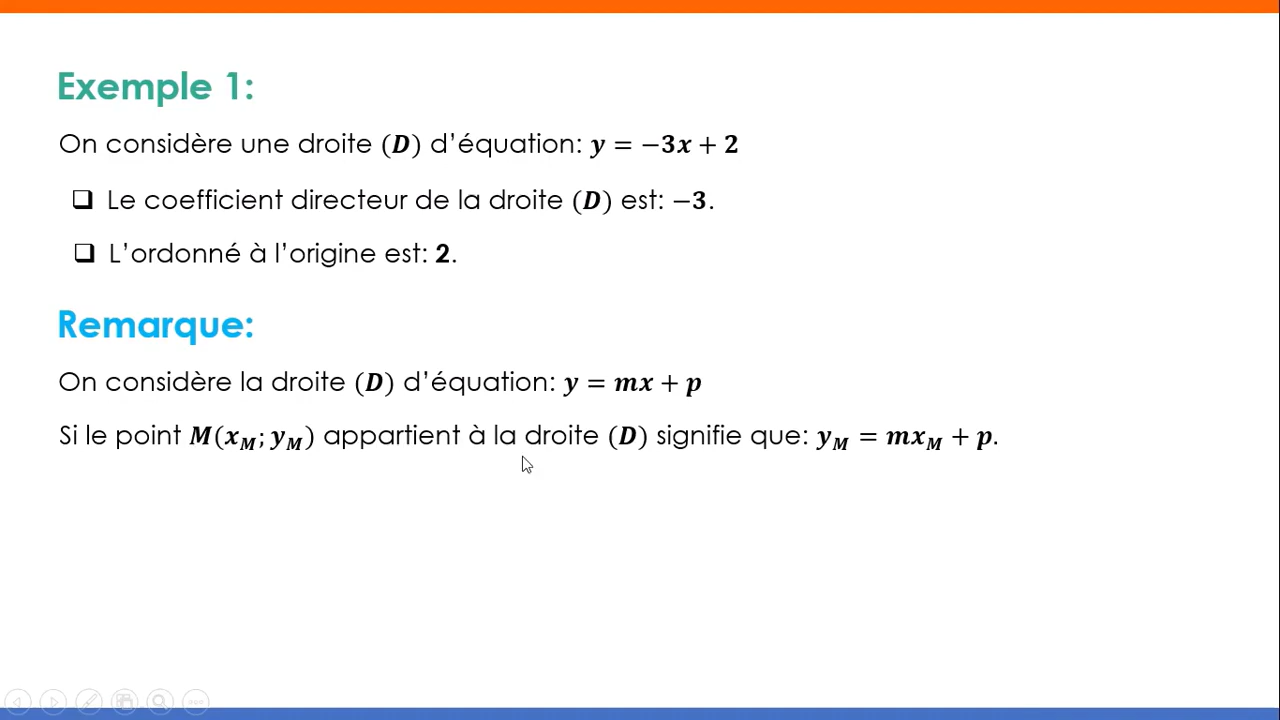 Exemple 1:
On considère une droite (D) d’équation: y = −3x + 2
❑ Le coefficient directeur de la droite (D) est: −3.
❑ L’ordonné à l’origine est: 2.
Remarque:
On considère la droite (D) d’équation: y = mx + p
Si le point M(x_M; y_M) appartient à la droite (D) signifie que: y_M = mx_M + p.